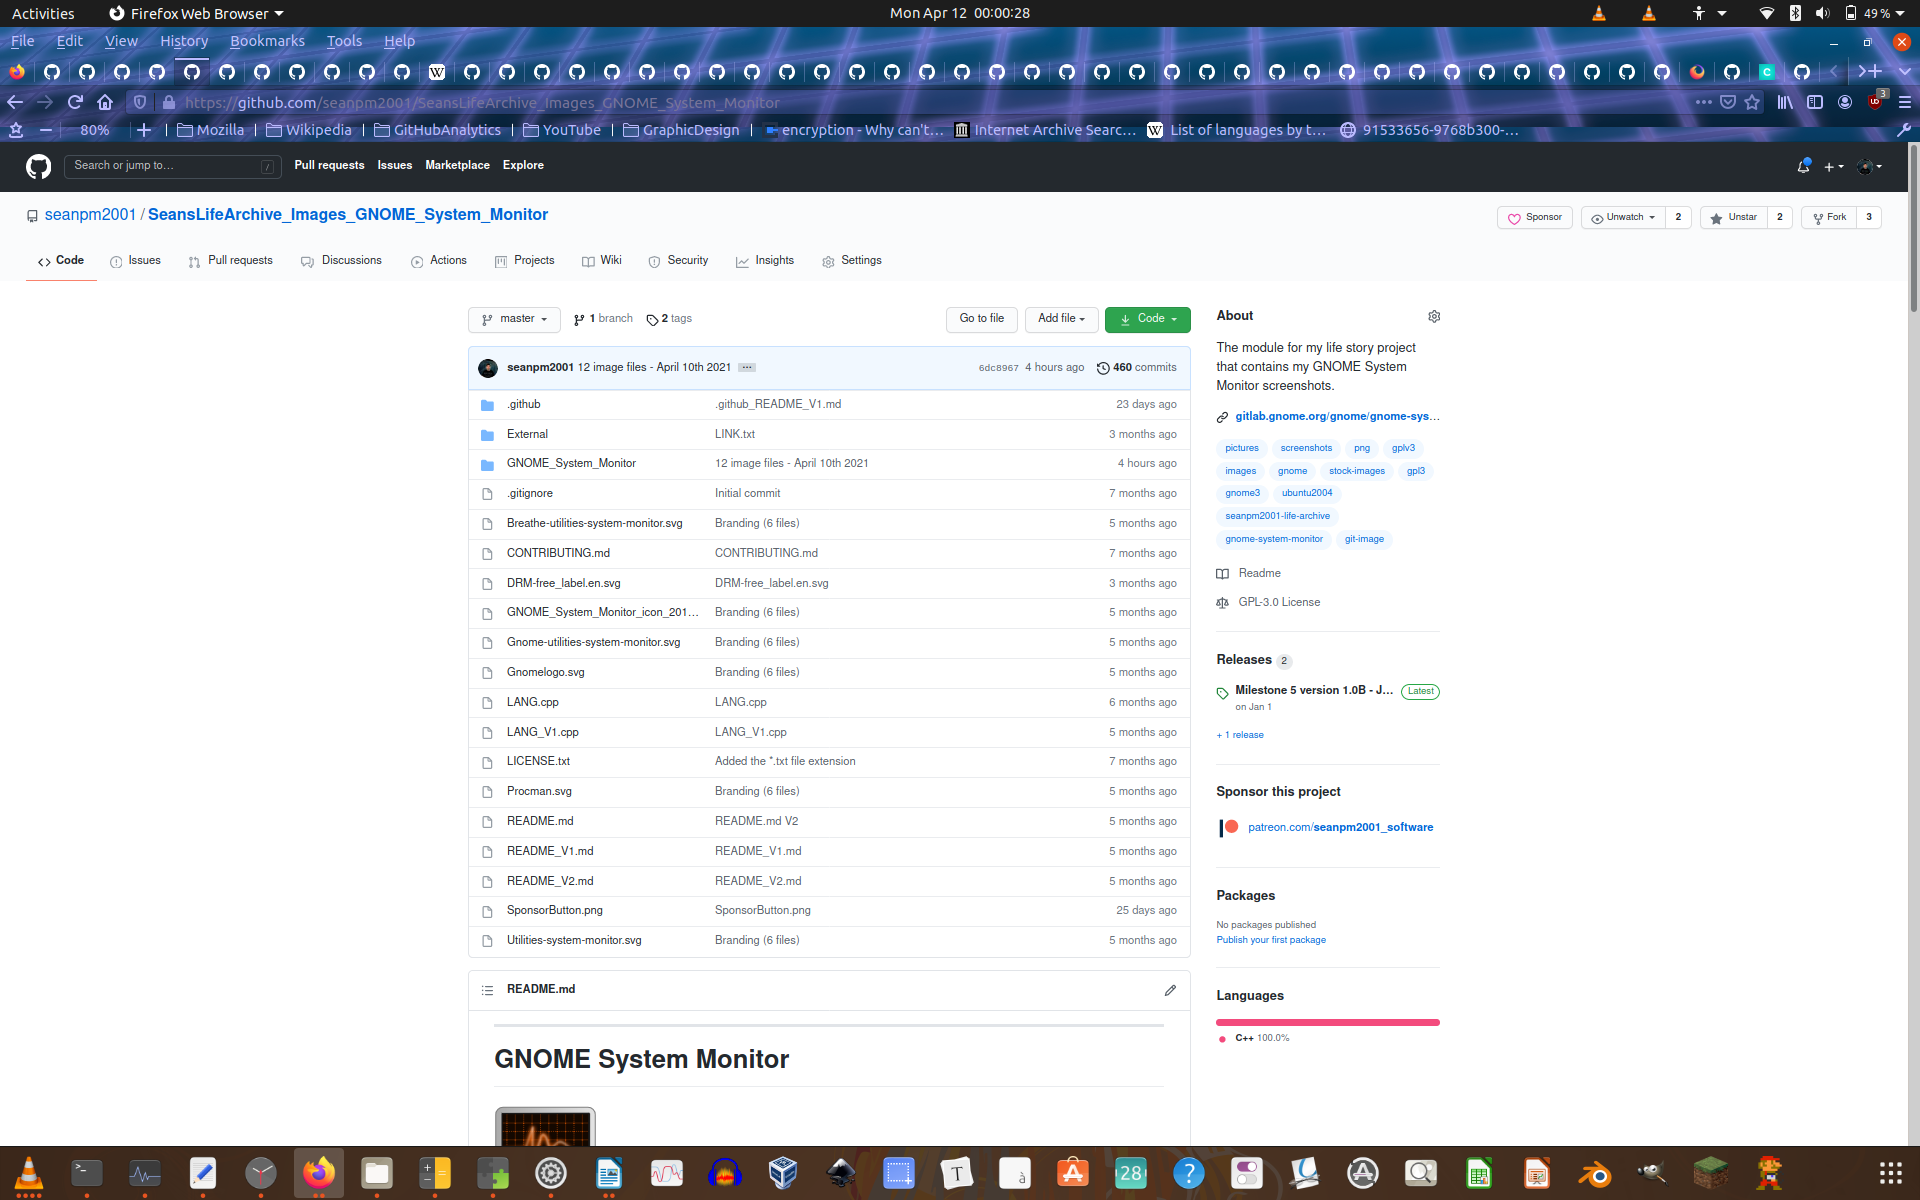 Activities Firefox Web Browser Mon Apr 12 00:00:28 49 %
File Edit View History Bookmarks Tools Help
https://github.com/seanpm2001/SeansLifeArchive_Images_GNOME_System_Monitor 3
80% Mozilla Wikipedia GitHubAnalytics YouTube GraphicDesign encryption - Why can't… Internet Archive Searc… List of languages by t… 91533656-9768b300-…
Search or jump to… / Pull requests Issues Marketplace Explore
seanpm2001 / SeansLifeArchive_Images_GNOME_System_Monitor
Sponsor Unwatch 2 Unstar 2 Fork 3
Code Issues Pull requests Discussions Actions Projects Wiki Security Insights Settings
master 1 branch 2 tags Go to file Add file Code
seanpm2001 12 image files - April 10th 2021 6dc8967 4 hours ago 460 commits
.github .github_README_V1.md 23 days ago
External LINK.txt 3 months ago
GNOME_System_Monitor 12 image files - April 10th 2021 4 hours ago
.gitignore Initial commit 7 months ago
Breathe-utilities-system-monitor.svg Branding (6 files) 5 months ago
CONTRIBUTING.md CONTRIBUTING.md 7 months ago
DRM-free_label.en.svg DRM-free_label.en.svg 3 months ago
GNOME_System_Monitor_icon_201… Branding (6 files) 5 months ago
Gnome-utilities-system-monitor.svg Branding (6 files) 5 months ago
Gnomelogo.svg Branding (6 files) 5 months ago
LANG.cpp LANG.cpp 6 months ago
LANG_V1.cpp LANG_V1.cpp 5 months ago
LICENSE.txt Added the *.txt file extension 7 months ago
Procman.svg Branding (6 files) 5 months ago
README.md README.md V2 5 months ago
README_V1.md README_V1.md 5 months ago
README_V2.md README_V2.md 5 months ago
SponsorButton.png SponsorButton.png 25 days ago
Utilities-system-monitor.svg Branding (6 files) 5 months ago
README.md
GNOME System Monitor
About
The module for my life story project
that contains my GNOME System
Monitor screenshots.
gitlab.gnome.org/gnome/gnome-sys…
pictures screenshots png gplv3
images gnome stock-images gpl3
gnome3 ubuntu2004
seanpm2001-life-archive
gnome-system-monitor git-image
Readme
GPL-3.0 License
Releases 2
Milestone 5 version 1.0B - J… Latest
on Jan 1
+ 1 release
Sponsor this project
patreon.com/seanpm2001_software
Packages
No packages published
Publish your first package
Languages
C++ 100.0%